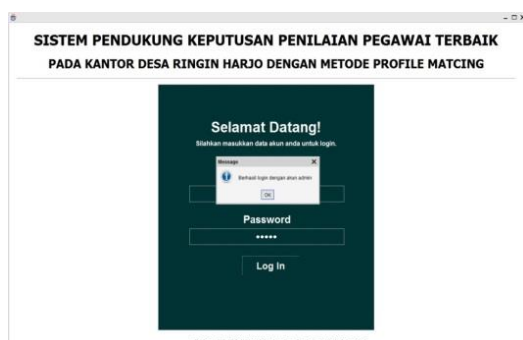 SISTEM PENDUKUNG KEPUTUSAN PENILAIAN PEGAWAI TERBAIK
PADA KANTOR DESA RINGIN HARJO DENGAN METODE PROFILE MATCING
Selamat Datang!
Silahkan masukkan data akun anda untuk login.
Message
Berhasil login dengan akun admin
OK
Password
Log In